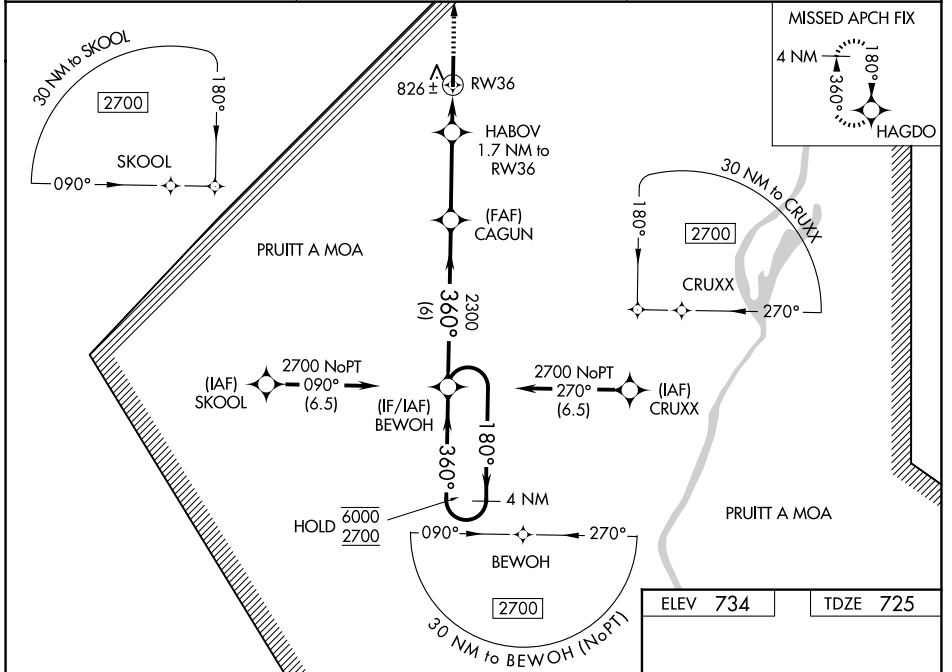 MISSED APCH FIX
4 NM
180°
360°
HAGDO
30 NM to SKOOL
2700
180°
SKOOL
090°
826 ±
RW36
HABOV
1.7 NM to
RW36
(FAF)
CAGUN
PRUITT A MOA
30 NM to CRUXX
180°
2700
CRUXX
270°
2300
360°
(6)
2700 NoPT
090°
(6.5)
(IAF)
SKOOL
(IF/IAF)
BEWOH
2700 NoPT
270°
(6.5)
(IAF)
CRUXX
360°
180°
4 NM
HOLD
6000
2700
090°
270°
BEWOH
2700
30 NM to BEWOH (NoPT)
PRUITT A MOA
ELEV 734
TDZE 725